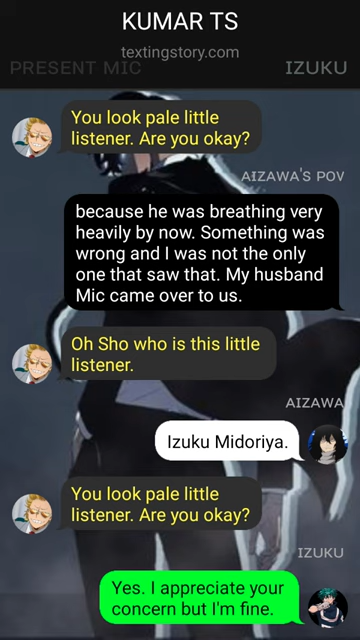 KUMAR TS
textingstory.com
PRESENT MIC
IZUKU
You look pale little
listener. Are you okay?
AIZAWA'S POV
because he was breathing very
heavily by now. Something was
wrong and I was not the only
one that saw that. My husband
Mic came over to us.
Oh Sho who is this little
listener.
AIZAWA
Izuku Midoriya.
You look pale little
listener. Are you okay?
IZUKU
Yes. I appreciate your
concern but I'm fine.